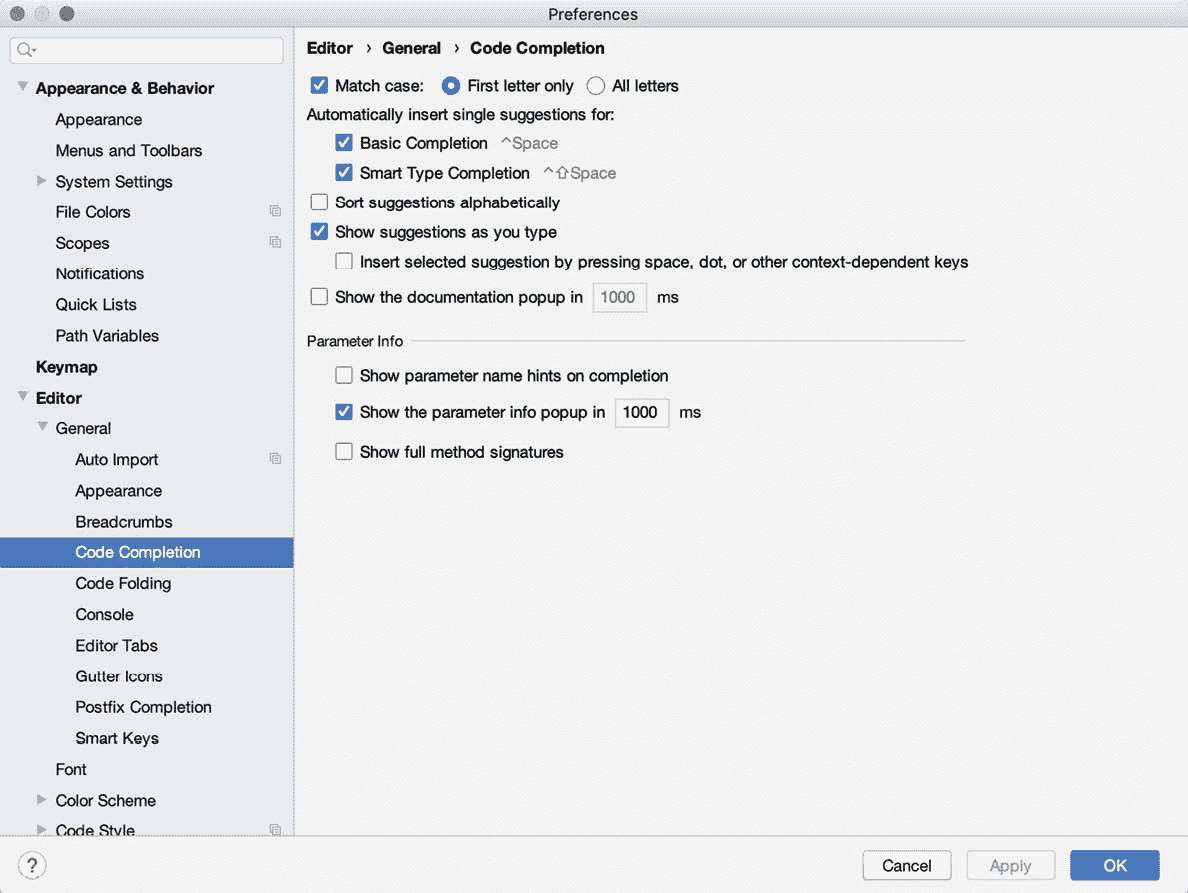 Preferences
Appearance & Behavior
Appearance
Menus and Toolbars
System Settings
File Colors
Scopes
Notifications
Quick Lists
Path Variables
Keymap
Editor
General
Auto Import
Appearance
Breadcrumbs
Code Completion
Code Folding
Console
Editor Tabs
Gutter Icons
Postfix Completion
Smart Keys
Font
Color Scheme
Code Style
Editor › General › Code Completion
Match case: First letter only All letters
Automatically insert single suggestions for:
Basic Completion ^Space
Smart Type Completion ^⇧Space
Sort suggestions alphabetically
Show suggestions as you type
Insert selected suggestion by pressing space, dot, or other context-dependent keys
Show the documentation popup in 1000 ms
Parameter Info
Show parameter name hints on completion
Show the parameter info popup in 1000 ms
Show full method signatures
? Cancel Apply OK